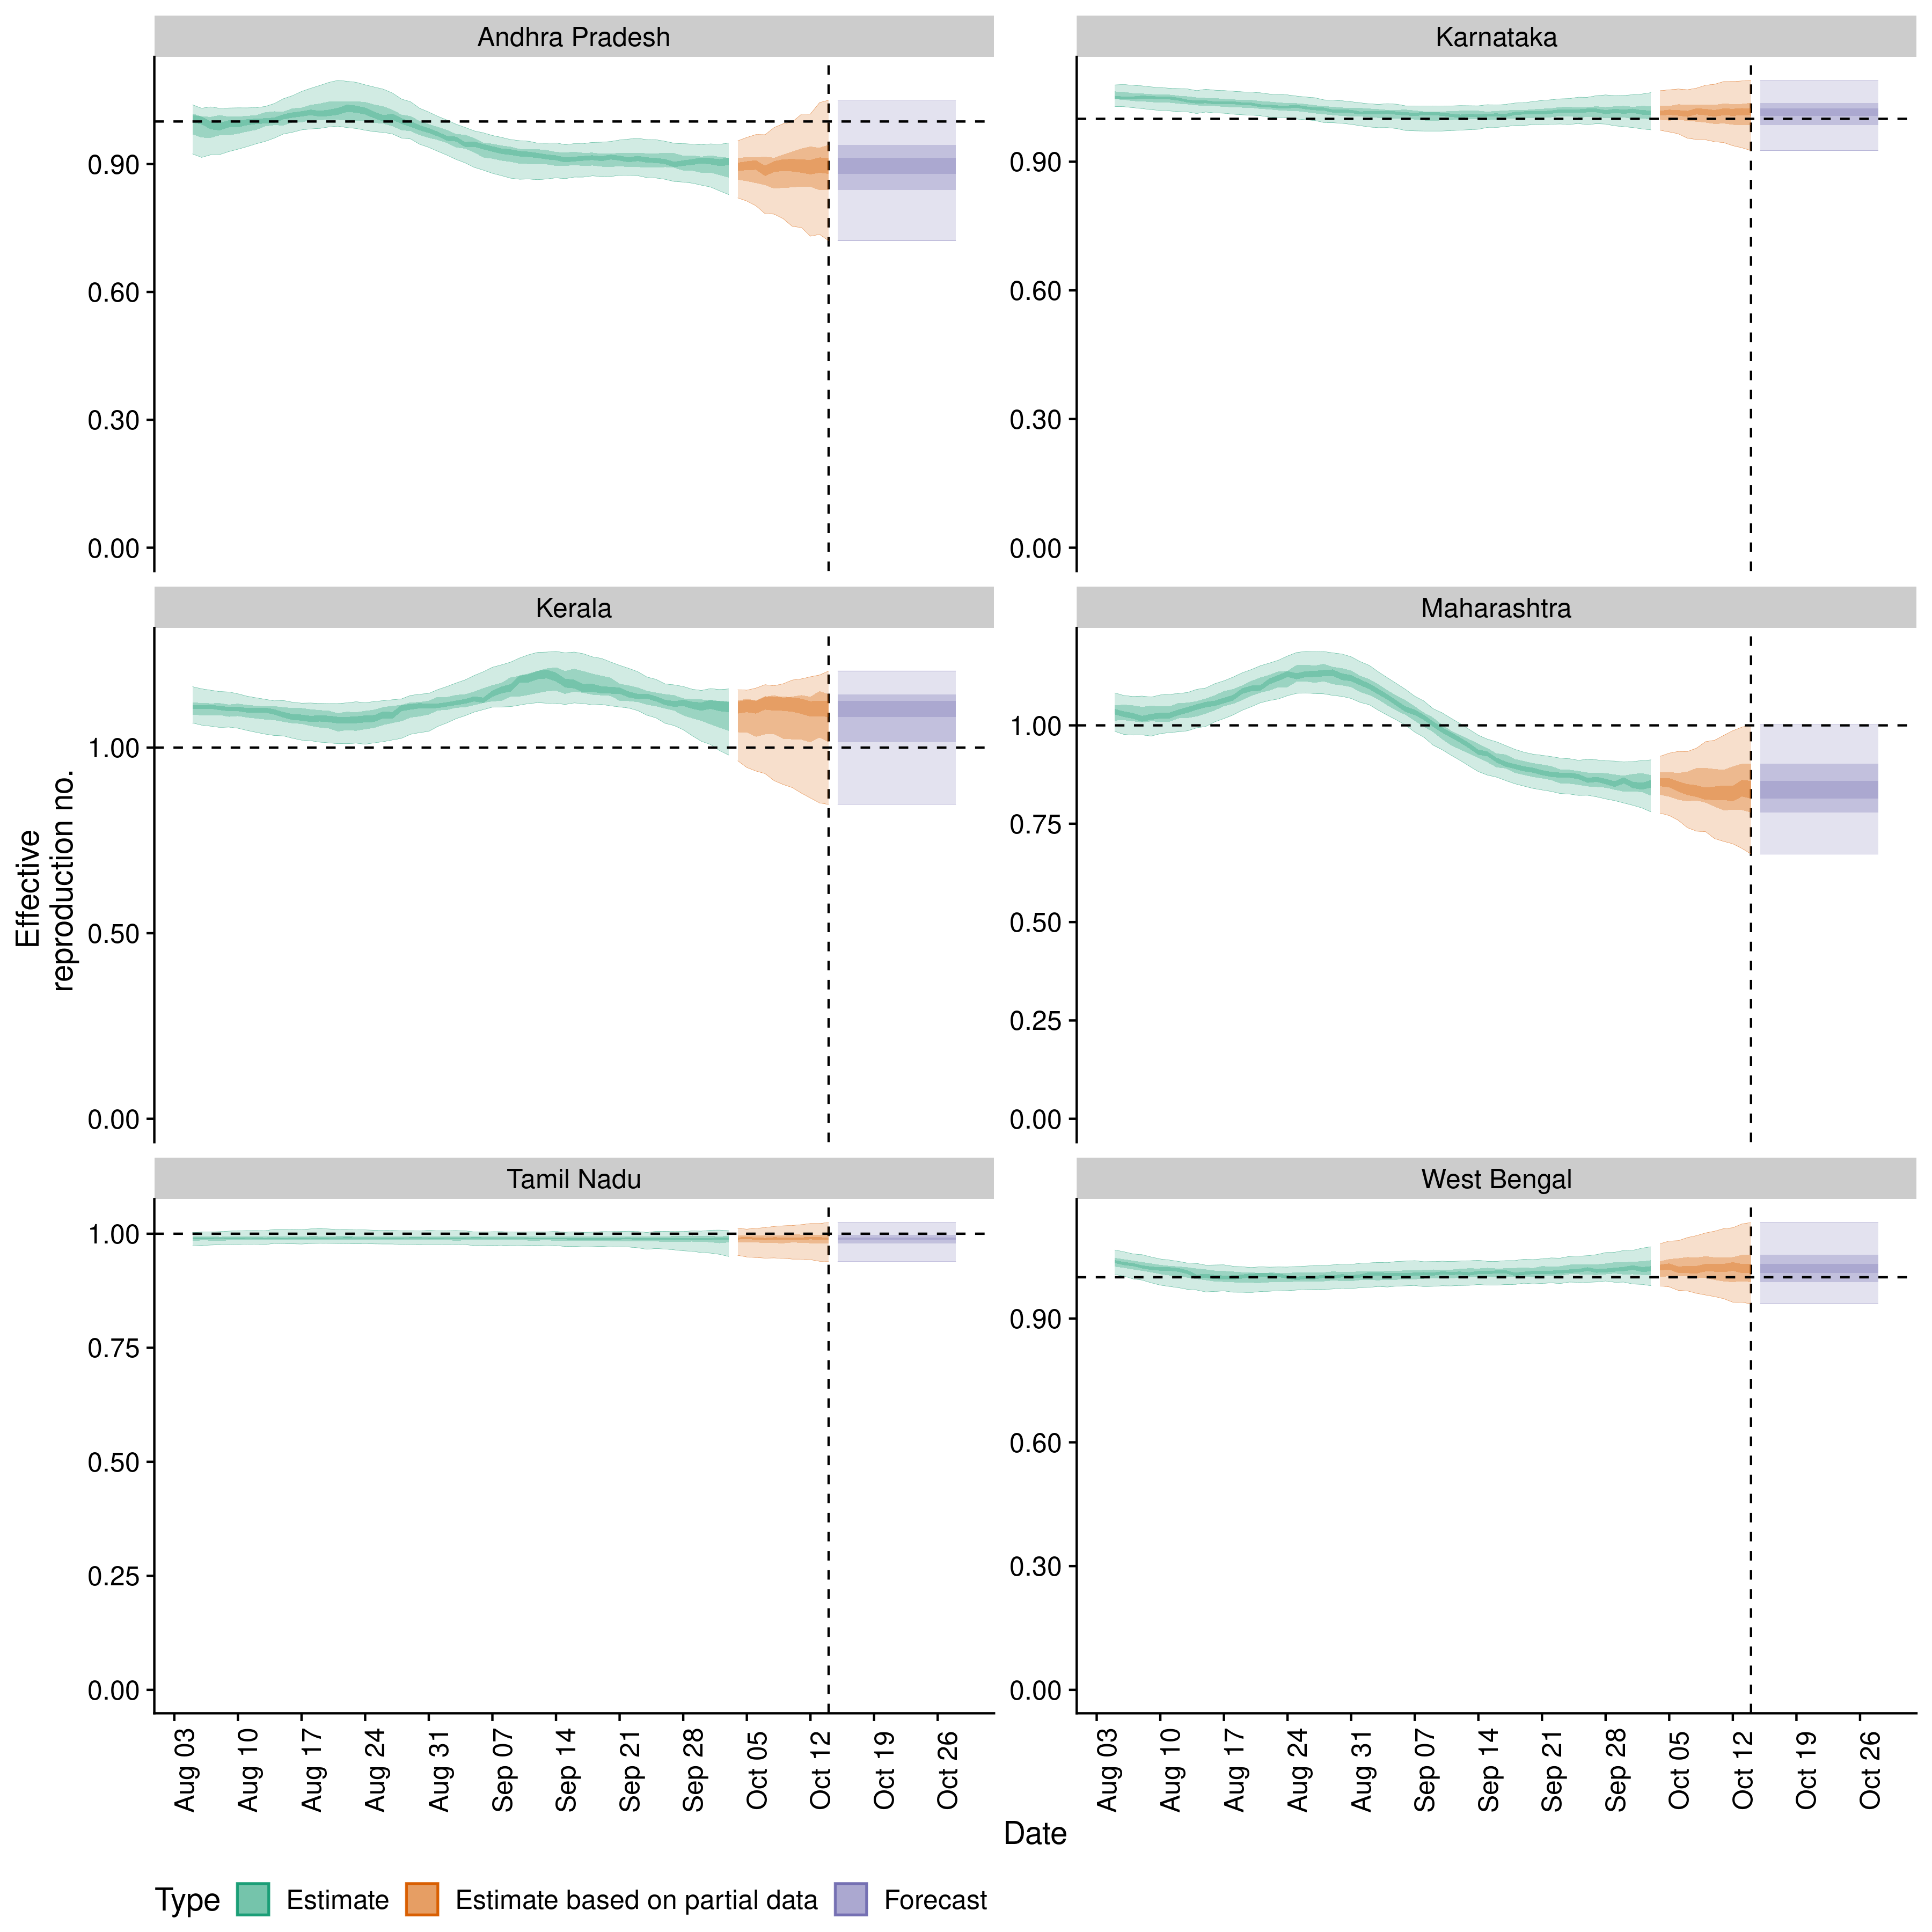 Andhra Pradesh
Karnataka
0.90
0.60
0.30
0.00
0.90
0.60
0.30
0.00
Kerala
Maharashtra
1.00
0.50
0.00
1.00
0.75
0.50
0.25
0.00
Tamil Nadu
West Bengal
1.00
0.75
0.50
0.25
0.00
0.90
0.60
0.30
0.00
Effective
reproduction no.
Aug 03
Aug 10
Aug 17
Aug 24
Aug 31
Sep 07
Sep 14
Sep 21
Sep 28
Oct 05
Oct 12
Oct 19
Oct 26
Aug 03
Aug 10
Aug 17
Aug 24
Aug 31
Sep 07
Sep 14
Sep 21
Sep 28
Oct 05
Oct 12
Oct 19
Oct 26
Date
Type Estimate Estimate based on partial data Forecast